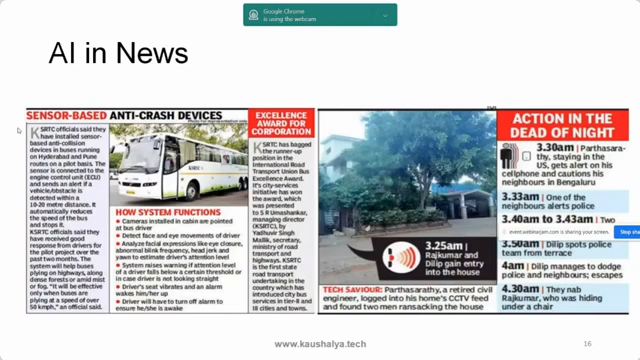 Google Chrome
is using the webcam
AI in News
SENSOR-BASED ANTI-CRASH DEVICES
KSRTC officials said they
have installed sensor-
based anti-collision
devices in buses running
on Hyderabad and Pune
routes on a pilot basis. The
sensor is connected to the
engine control unit (ECU)
and sends an alert if a
vehicle/obstacle is
detected within a
10-20 metre distance. It
automatically reduces
the speed of the bus
and stops it.
KSRTC officials said they
have received good
response from drivers for
the pilot project over the
past two months. The
system will help buses
plying on highways, along
dense forests or amid mist
or fog. "It will be effective
only when buses are
plying at a speed of over
50 kmph," an official said.
HOW SYSTEM FUNCTIONS
Cameras installed in cabin are pointed
at bus driver
Detect face and eye movements of driver
Analyze facial expressions like eye closure,
abnormal blink frequency, head jerk and
yawn to estimate driver's attention level
System raises warning if attention level
of a driver falls below a certain threshold or
in case driver is not looking straight
Driver's seat vibrates and an alarm
wakes him/her up
Driver will have to turn off alarm to
ensure he/she is awake
EXCELLENCE
AWARD FOR
CORPORATION
KSRTC has bagged
the runner-up
position in the
International Road
Transport Union Bus
Excellence Award.
It's city-services
initiative has won
the award, which
was presented
to S R Umashankar,
managing director
(KSRTC), by
Yadhuvir Singh
Malik, secretary,
ministry of road
transport and
highways. KSRTC
is the first state
road transport
undertaking in the
country which has
introduced city bus
services in tier-II and
III cities and towns.
3.25am |
Rajkumar and
Dilip gain entry
into the house
TECH SAVIOUR: Parthasarathy, a retired civil
engineer, logged into his home's CCTV feed
and found two men ransacking the house
ACTION IN THE
DEAD OF NIGHT
3.30am | Parthasara-
thy, staying in the
US, gets alert on his
cellphone and cautions his
neighbours in Bengaluru
3.33am | One of the
neighbours alerts police
3.40am to 3.43am | Two
event.webinarjam.com is sharing your screen.
Stop sha
3.50am | Dilip spots police
team from terrace
4am | Dilip manages to dodge
police and neighbours; escapes
4.30am | They nab
Rajkumar, who was hiding
under a chair
www.kaushalya.tech
16